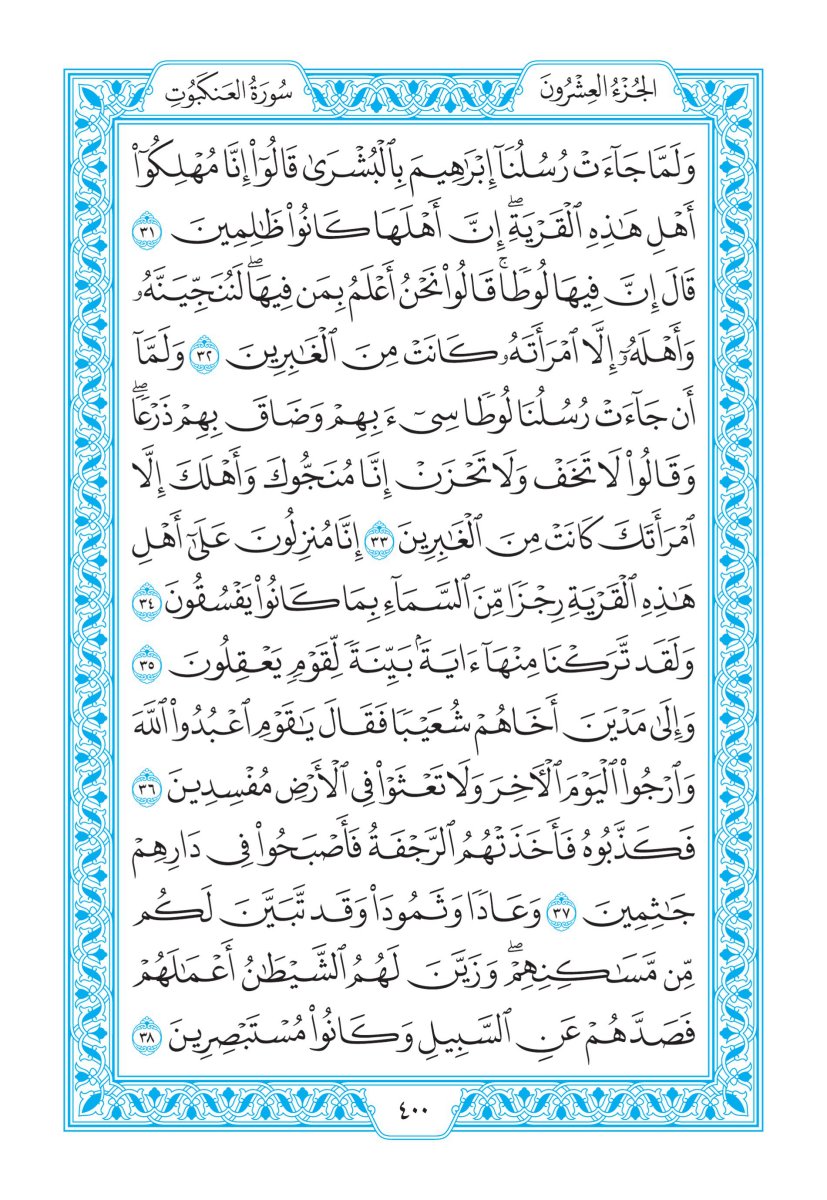 الجُزْءُ العِشْرُونَ
سُورَةُ العَنكَبُوتِ
وَلَمَّا جَآءَتْ رُسُلُنَآ إِبْرَٰهِيمَ بِٱلْبُشْرَىٰ قَالُوٓا۟ إِنَّا مُهْلِكُوٓا۟
أَهْلِ هَٰذِهِ ٱلْقَرْيَةِ ۖ إِنَّ أَهْلَهَا كَانُوا۟ ظَٰلِمِينَ ٣١
قَالَ إِنَّ فِيهَا لُوطًا ۚ قَالُوا۟ نَحْنُ أَعْلَمُ بِمَن فِيهَا ۖ لَنُنَجِّيَنَّهُۥ
وَأَهْلَهُۥٓ إِلَّا ٱمْرَأَتَهُۥ كَانَتْ مِنَ ٱلْغَٰبِرِينَ ٣٢ وَلَمَّآ
أَن جَآءَتْ رُسُلُنَا لُوطًا سِىٓءَ بِهِمْ وَضَاقَ بِهِمْ ذَرْعًا ۖ
وَقَالُوا۟ لَا تَخَفْ وَلَا تَحْزَنْ إِنَّا مُنَجُّوكَ وَأَهْلَكَ إِلَّا
ٱمْرَأَتَكَ كَانَتْ مِنَ ٱلْغَٰبِرِينَ ٣٣ إِنَّا مُنزِلُونَ عَلَىٰٓ أَهْلِ
هَٰذِهِ ٱلْقَرْيَةِ رِجْزًا مِّنَ ٱلسَّمَآءِ بِمَا كَانُوا۟ يَفْسُقُونَ ٣٤
وَلَقَد تَّرَكْنَا مِنْهَآ ءَايَةًۢ بَيِّنَةً لِّقَوْمٍ يَعْقِلُونَ ٣٥
وَإِلَىٰ مَدْيَنَ أَخَاهُمْ شُعَيْبًا فَقَالَ يَٰقَوْمِ ٱعْبُدُوا۟ ٱللَّهَ
وَٱرْجُوا۟ ٱلْيَوْمَ ٱلْءَاخِرَ وَلَا تَعْثَوْا۟ فِى ٱلْأَرْضِ مُفْسِدِينَ ٣٦
فَكَذَّبُوهُ فَأَخَذَتْهُمُ ٱلرَّجْفَةُ فَأَصْبَحُوا۟ فِى دَارِهِمْ
جَٰثِمِينَ ٣٧ وَعَادًا وَثَمُودَا۟ وَقَد تَّبَيَّنَ لَكُم
مِّن مَّسَٰكِنِهِمْ ۖ وَزَيَّنَ لَهُمُ ٱلشَّيْطَٰنُ أَعْمَٰلَهُمْ
فَصَدَّهُمْ عَنِ ٱلسَّبِيلِ وَكَانُوا۟ مُسْتَبْصِرِينَ ٣٨
٤٠٠